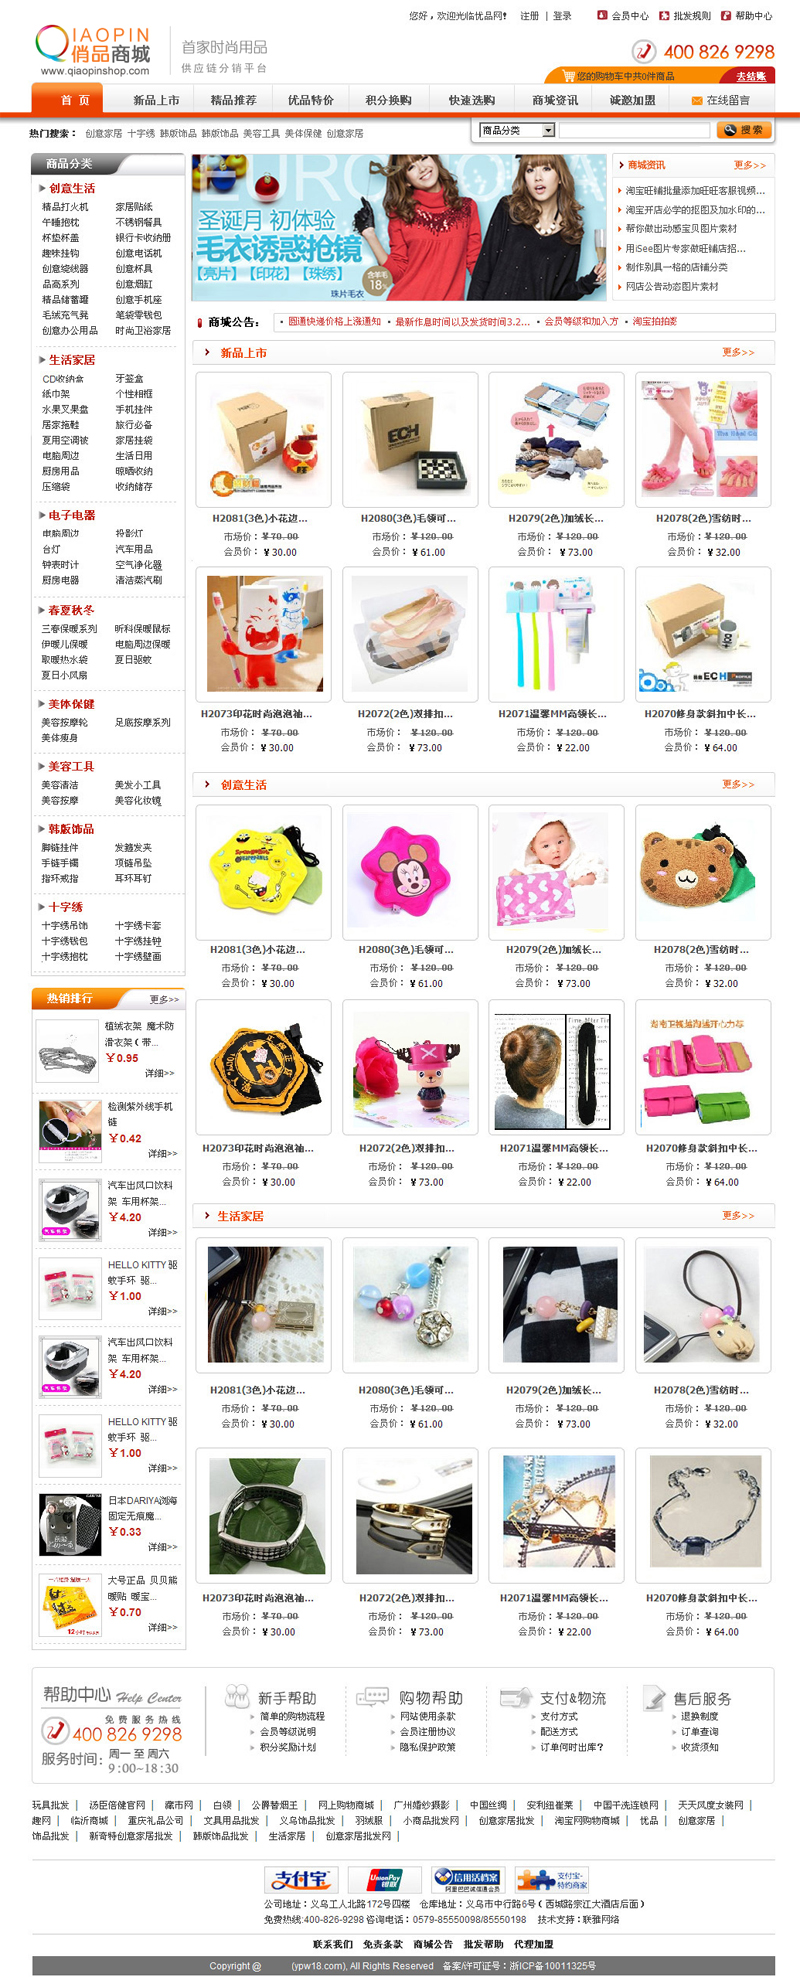 您好，欢迎光临优品网! 注册 | 登录 会员中心 批发规则 帮助中心
QIAOPIN
俏品商城
www.qiaopinshop.com
首家时尚用品
供应链分销平台
400 826 9298
您的购物车中共0件商品 去结账
首 页 新品上市 精品推荐 优品特价 积分换购 快速选购 商城资讯 诚邀加盟 在线留言
热门搜索： 创意家居 十字绣 韩版饰品 韩版饰品 美容工具 美体保健 创意家居
商品分类 搜 索
商品分类
创意生活
精品打火机 家居贴纸
午睡抱枕 不锈钢餐具
杯垫杯盖 银行卡收纳册
趣味挂钩 创意电话机
创意绕线器 创意杯具
品高系列 创意烟缸
精品储蓄罐 创意手机座
毛绒充气凳 笔袋零钱包
创意办公用品 时尚卫浴家居
生活家居
CD收纳盒 牙签盒
纸巾架 个性相框
水果叉果盘 手机挂件
居家拖鞋 旅行必备
夏用空调被 家居挂袋
电脑周边 生活日用
厨房用品 晾晒收纳
压缩袋 收纳储存
电子电器
电脑周边 投影灯
台灯 汽车用品
钟表时计 空气净化器
厨房电器 清洁蒸汽刷
春夏秋冬
三春保暖系列 昕科保暖鼠标
伊暖儿保暖 电脑周边保暖
取暖热水袋 夏日驱蚊
夏日小风扇
美体保健
美容按摩轮 足底按摩系列
美体瘦身
美容工具
美容清洁 美发小工具
美容按摩 美容化妆镜
韩版饰品
脚链挂件 发箍发夹
手链手镯 项链吊坠
指环戒指 耳环耳钉
十字绣
十字绣吊饰 十字绣卡套
十字绣钱包 十字绣挂钟
十字绣抱枕 十字绣壁画
圣诞月 初体验
毛衣诱惑抢镜
【亮片】【印花】【珠绣】
含羊毛
18%
珠片毛衣
商城资讯 更多>>
淘宝旺铺批量添加旺旺客服视频...
淘宝开店必学的抠图及加水印的...
帮你做出动感宝贝图片素材
用iSee图片专家做旺铺店招...
制作别具一格的店铺分类
网店公告动态图片素材
商城公告： • 圆通快递价格上涨通知 • 最新作息时间以及发货时间3.2... • 会员等级和加入方 • 淘宝拍拍
新品上市 更多>>
H2081(3色)小花边... H2080(3色)毛领可... H2079(2色)加绒长... H2078(2色)雪纺时...
市场价：￥70.00 市场价：￥120.00 市场价：￥120.00 市场价：￥120.00
会员价：￥30.00 会员价：￥61.00 会员价：￥73.00 会员价：￥32.00
H2073印花时尚泡泡袖... H2072(2色)双排扣... H2071温馨MM高领长... H2070修身款斜扣中长...
市场价：￥70.00 市场价：￥120.00 市场价：￥120.00 市场价：￥120.00
会员价：￥30.00 会员价：￥73.00 会员价：￥22.00 会员价：￥64.00
创意生活 更多>>
H2081(3色)小花边... H2080(3色)毛领可... H2079(2色)加绒长... H2078(2色)雪纺时...
市场价：￥70.00 市场价：￥120.00 市场价：￥120.00 市场价：￥120.00
会员价：￥30.00 会员价：￥61.00 会员价：￥73.00 会员价：￥32.00
H2073印花时尚泡泡袖... H2072(2色)双排扣... H2071温馨MM高领长... H2070修身款斜扣中长...
市场价：￥70.00 市场价：￥120.00 市场价：￥120.00 市场价：￥120.00
会员价：￥30.00 会员价：￥73.00 会员价：￥22.00 会员价：￥64.00
生活家居 更多>>
H2081(3色)小花边... H2080(3色)毛领可... H2079(2色)加绒长... H2078(2色)雪纺时...
市场价：￥70.00 市场价：￥120.00 市场价：￥120.00 市场价：￥120.00
会员价：￥30.00 会员价：￥61.00 会员价：￥73.00 会员价：￥32.00
H2073印花时尚泡泡袖... H2072(2色)双排扣... H2071温馨MM高领长... H2070修身款斜扣中长...
市场价：￥70.00 市场价：￥120.00 市场价：￥120.00 市场价：￥120.00
会员价：￥30.00 会员价：￥73.00 会员价：￥22.00 会员价：￥64.00
热销排行 更多>>
植绒衣架 魔术防
滑衣架（带...
￥0.95
详细>>
检测紫外线手机
链
￥0.42
详细>>
汽车出风口饮料
架 车用杯架...
￥4.20
详细>>
HELLO KITTY 驱
蚊手环 驱...
￥1.00
详细>>
汽车出风口饮料
架 车用杯架...
￥4.20
详细>>
HELLO KITTY 驱
蚊手环 驱...
￥1.00
详细>>
日本DARIYA浏海
固定无痕魔...
￥0.33
详细>>
大号正品 贝贝熊
暖贴 暖宝...
￥0.70
详细>>
帮助中心 Help Center
免费服务热线
400 826 9298
服务时间： 周一 至 周六
9:00~18:30
新手帮助 购物帮助 支付&物流 售后服务
简单的购物流程 网站使用条款 支付方式 退换制度
会员等级说明 会员注册协议 配送方式 订单查询
积分奖励计划 隐私保护政策 订单何时出库? 收货须知
玩具批发 | 汤臣倍健官网 | 藏市网 | 白领 | 公爵替烟王 | 网上购物商城 | 广州婚纱摄影 | 中国丝绸 | 安利纽崔莱 | 中国干洗连锁网 | 天天风度女装网 |
趣网 | 临沂商城 | 重庆礼品公司 | 文具用品批发 | 义乌饰品批发 | 羽绒服 | 小商品批发网 | 创意家居批发 | 淘宝网购物商城 | 优品 | 创意家居 |
饰品批发 | 新奇特创意家居批发 | 韩版饰品批发 | 生活家居 | 创意家居批发网 |
支付宝 UnionPay 银联 信用活档案 阿里巴巴诚信通会员 支付宝特约商家
公司地址：义乌工人北路172号四楼 仓库地址：义乌市中行路6号（西城路宗江大酒店后面）
免费热线:400-826-9298 咨询电话：0579-85550098/85550198 技术支持：联雅网络
联系我们 免责条款 商城公告 批发帮助 代理加盟
Copyright @ (ypw18.com), All Rights Reserved 备案/许可证号：浙ICP备10011325号